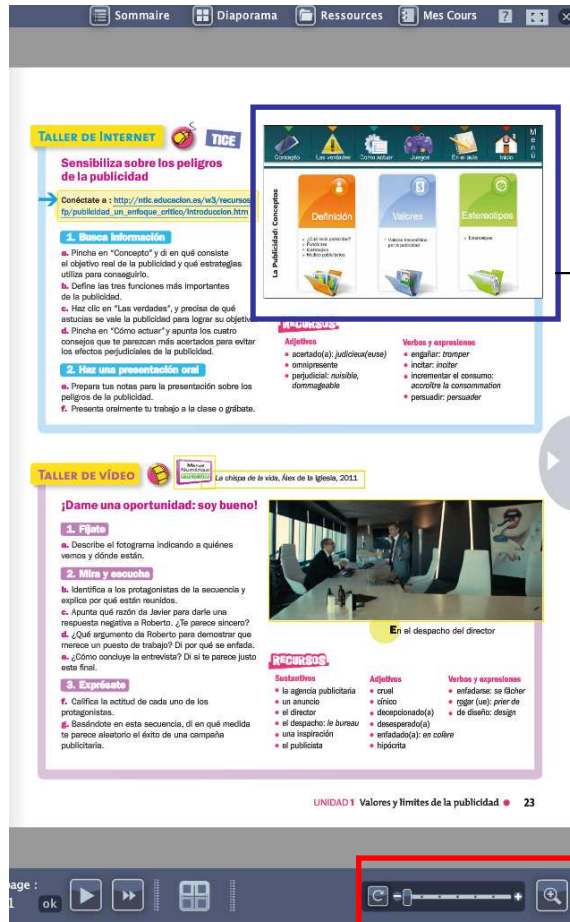 Sommaire
Diaporama
Ressources
Mes Cours
?
TALLER DE INTERNET
TICE
Sensibiliza sobre los peligros
de la publicidad
Conéctate a : http://ntic.educacion.es/w3/recursos
fp/publicidad_un_enfoque_critico/introduccion.htm
1. Busca información
a. Pincha en "Concepto" y di en qué consiste
el objetivo real de la publicidad y qué estrategias
utiliza para conseguirlo.
b. Define las tres funciones más importantes
de la publicidad.
c. Haz clic en "Las verdades", y precisa de qué
astucias se vale la publicidad para lograr su objetivo.
d. Pincha en "Cómo actuar" y apunta los cuatro
consejos que te parezcan más acertados para evitar
los efectos perjudiciales de la publicidad.
2. Haz una presentación oral
e. Prepara tus notas para la presentación sobre los
peligros de la publicidad.
f. Presenta oralmente tu trabajo a la clase o grábate.
Concepto
Las verdades
Como actuar
Juegos
En el aula
Inicio
Menú
La Publicidad: Conceptos
Definición
Valores
Estereotipos
Funciones
Estrategias
Estereotipos
RECURSOS
Adjetivos
acertado(a): judicieux(euse)
omnipresente
perjudicial: nuisible,
dommageable
Verbos y expresiones
engañar: tromper
incitar: inciter
incrementar el consumo:
accroître la consommation
persuadir: persuader
TALLER DE VÍDEO
Manuel
Numérique
La chispa de la vida, Álex de la Iglesia, 2011
¡Dame una oportunidad: soy bueno!
1. Fíjate
a. Describe el fotograma indicando a quiénes
vemos y dónde están.
2. Mira y escucha
b. Identifica a los protagonistas de la secuencia y
explica por qué están reunidos.
c. Apunta qué razón da Javier para darle una
respuesta negativa a Roberto. ¿Te parece sincero?
d. ¿Qué argumento da Roberto para demostrar que
merece un puesto de trabajo? Di por qué se enfada.
e. ¿Cómo concluye la entrevista? Di si te parece justo
este final.
3. Exprésate
f. Califica la actitud de cada uno de los
protagonistas.
g. Basándote en esta secuencia, di en qué medida
te parece aleatorio el éxito de una campaña
publicitaria.
En el despacho del director
RECURSOS
Sustantivos
la agencia publicitaria
un anuncio
el director
el despacho: le bureau
una inspiración
el publicista
Adjetivos
cruel
cínico
decepcionado(a)
desesperado(a)
enfadado(a): en colère
hipócrita
Verbos y expresiones
enfadarse: se fâcher
rogar (ue): prier de
de diseño: design
UNIDAD 1 Valores y límites de la publicidad 23
page :
1 ok